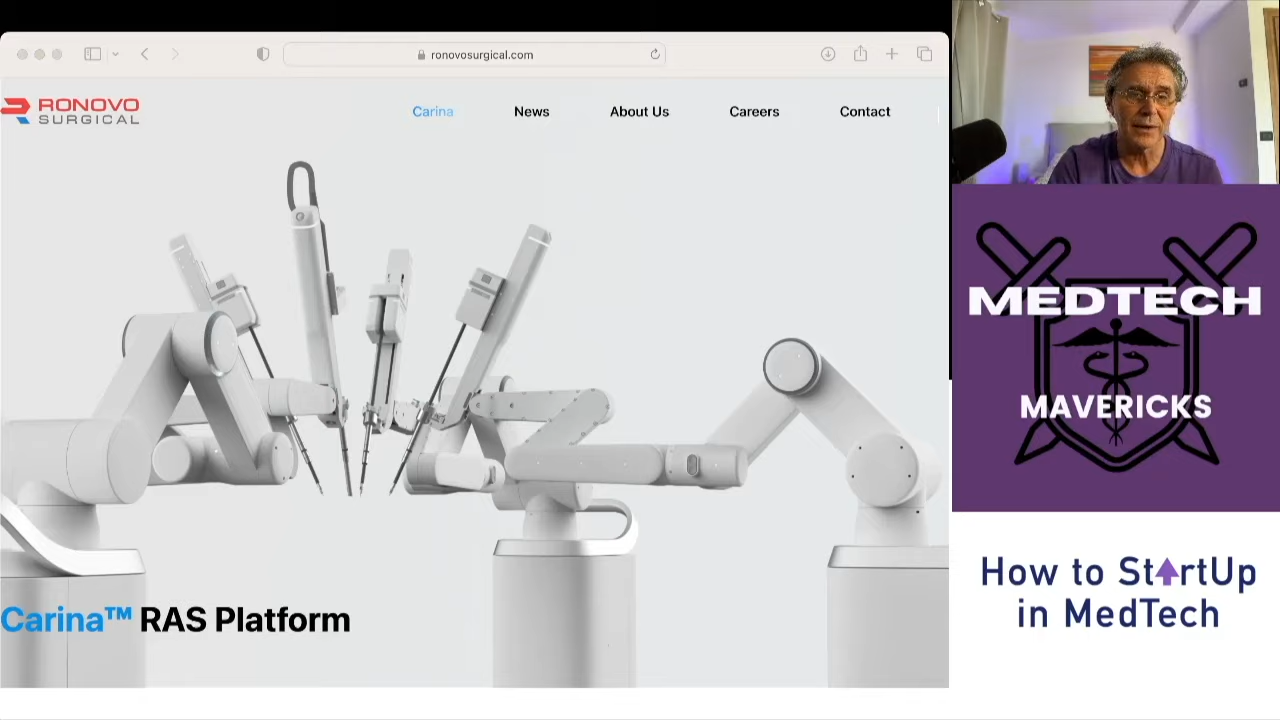 ronovosurgical.com
RONOVO
SURGICAL
Carina
News
About Us
Careers
Contact
Carina™ RAS Platform
MEDTECH
MAVERICKS
How to StartUp
in MedTech